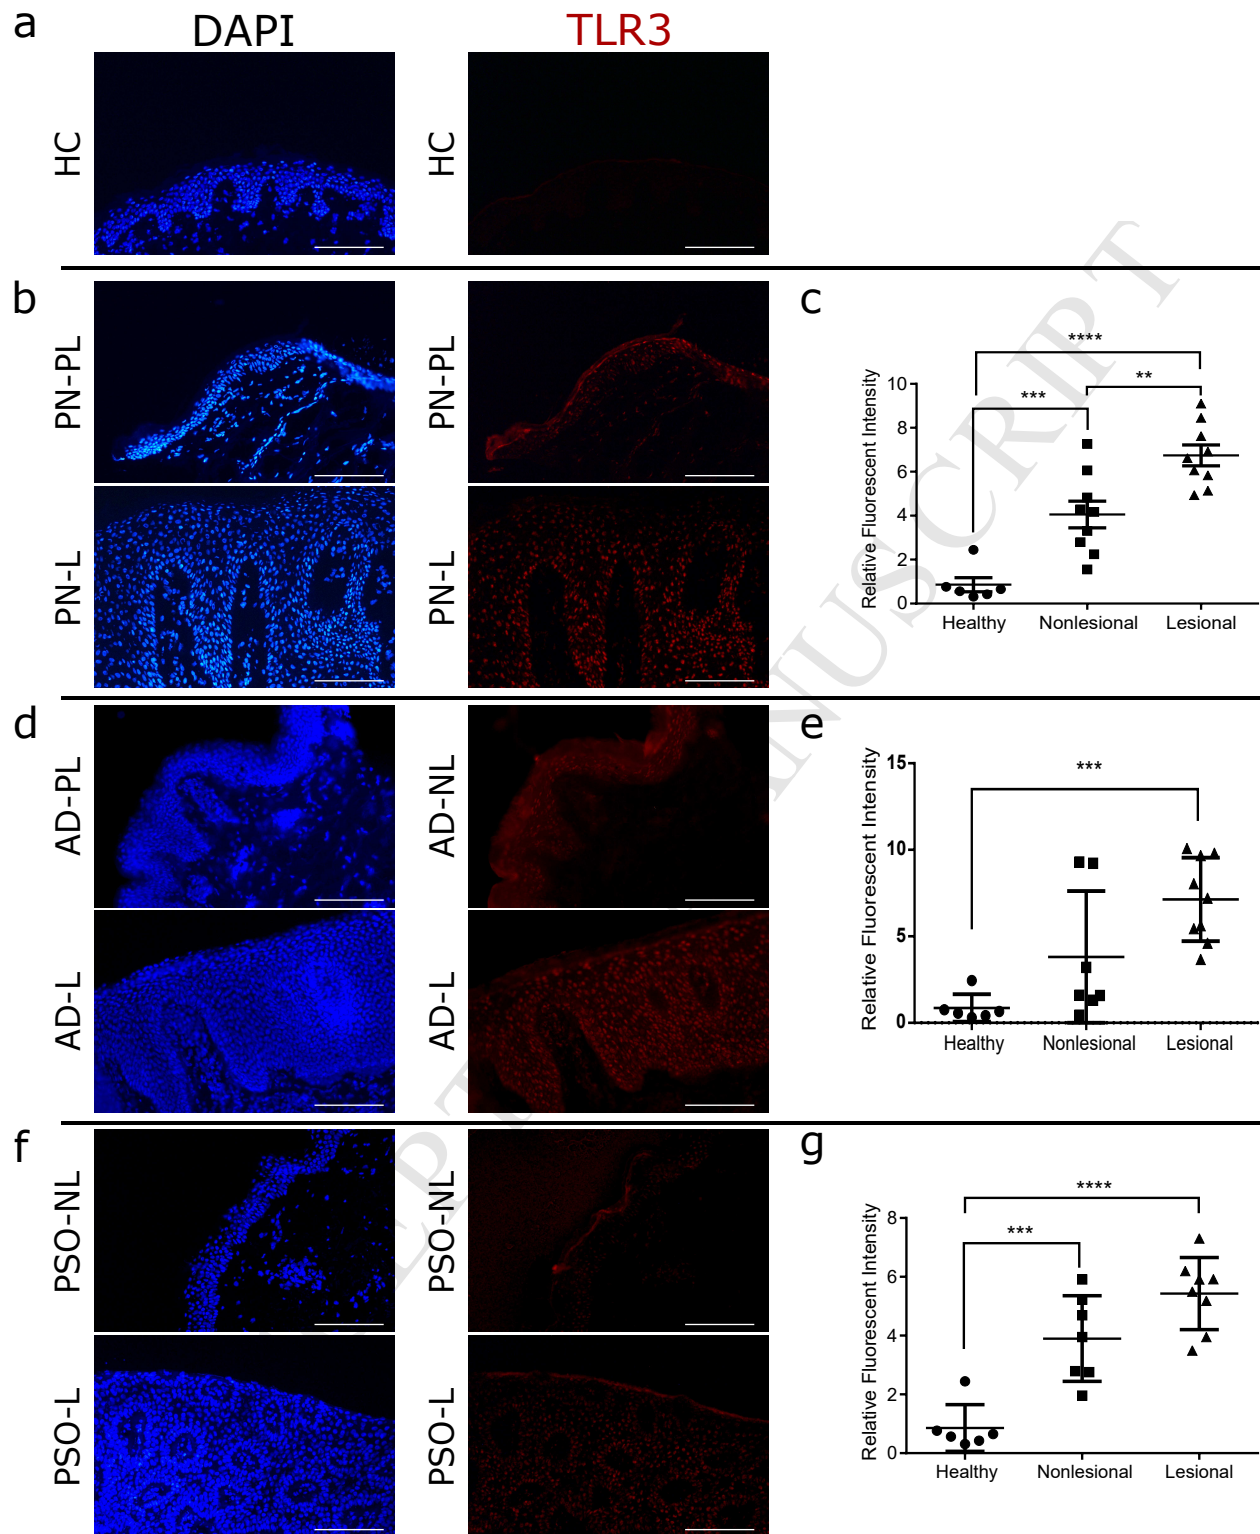 a
DAPI
TLR3
HC
HC
b
PN-PL
PN-PL
PN-L
PN-L
c
****
***
**
Relative Fluorescent Intensity
10
8
6
4
2
0
Healthy
Nonlesional
Lesional
d
AD-PL
AD-NL
AD-L
AD-L
e
***
Relative Fluorescent Intensity
15
10
5
0
Healthy
Nonlesional
Lesional
f
PSO-NL
PSO-NL
PSO-L
PSO-L
g
****
***
Relative Fluorescent Intensity
8
6
4
2
0
Healthy
Nonlesional
Lesional